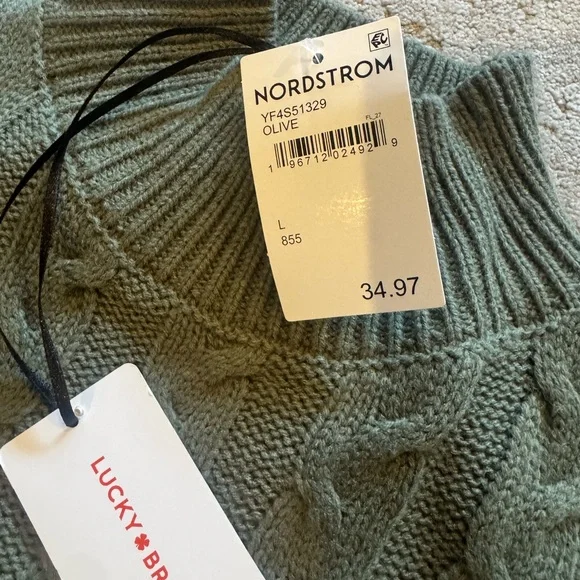 NORDSTROM
YF4S51329
OLIVE
FL_27
1 96712 02492 9
L
855
34.97
LUCKY BR